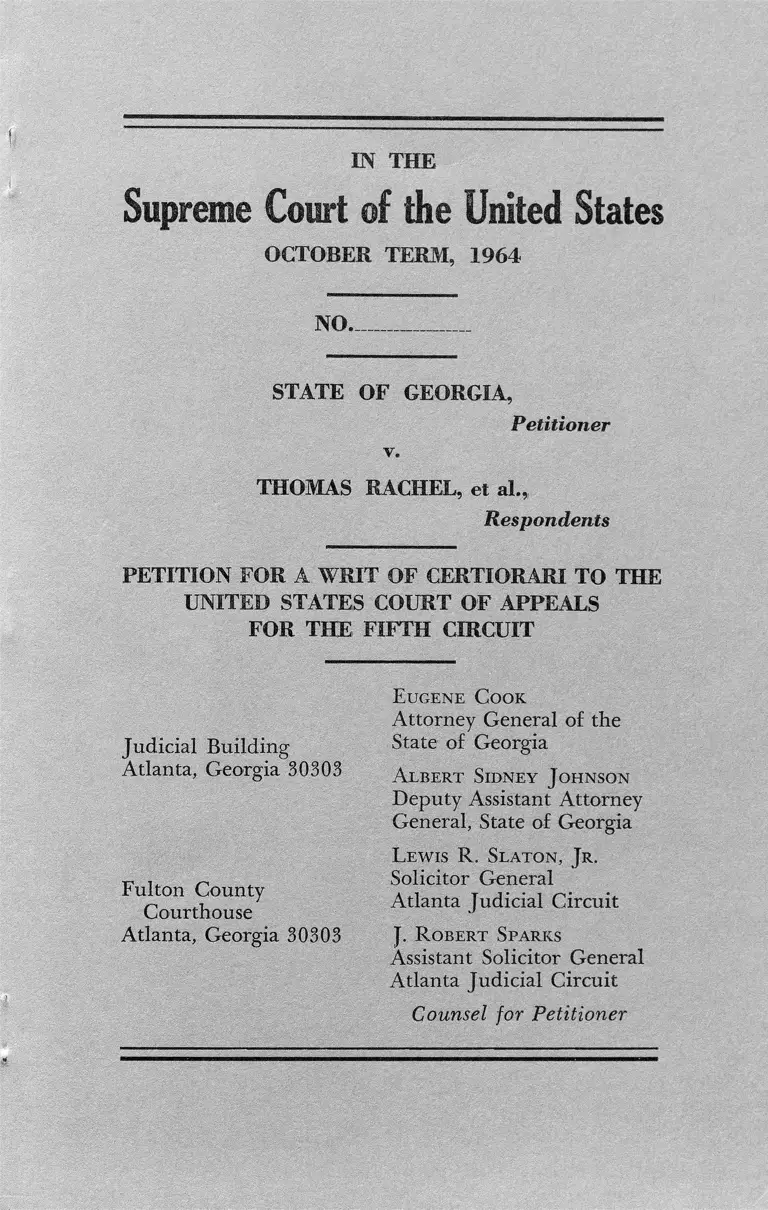 IN THE
Supreme Court of the United States
OCTOBER TERM, 1964
NO.
STATE OF GEORGIA,
Petitioner
v.
THOMAS RACHEL, et al.,
Respondents
PETITION FOR A WRIT OF CERTIORARI TO THE
UNITED STATES COURT OF APPEALS
FOR THE FIFTH CIRCUIT
Judicial Building
Atlanta, Georgia 30303
EUGENE COOK
Attorney General of the
State of Georgia
ALBERT SIDNEY JOHNSON
Deputy Assistant Attorney
General, State of Georgia
Fulton County
Courthouse
Atlanta, Georgia 30303
LEWIS R. SLATON, JR.
Solicitor General
Atlanta Judicial Circuit
J. ROBERT SPARKS
Assistant Solicitor General
Atlanta Judicial Circuit
Counsel for Petitioner